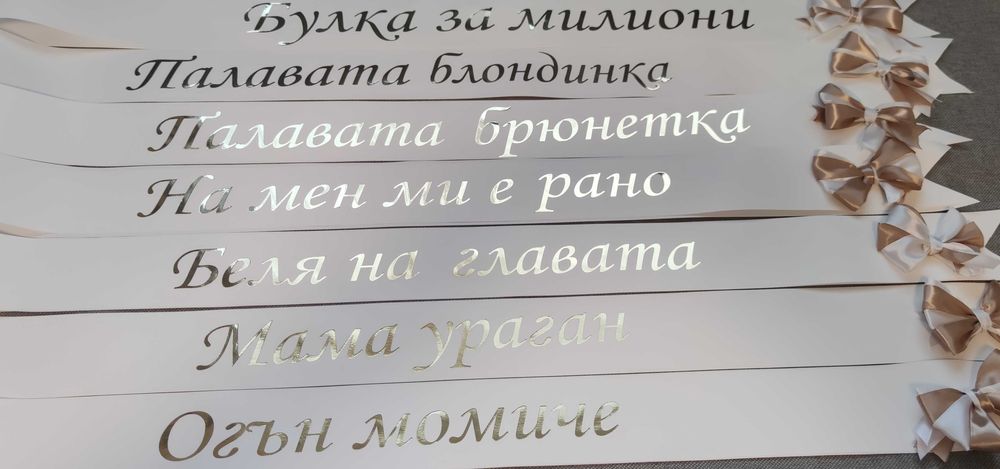 Булка за милиони
Палавата блондинка
Палавата брюнетка
На мен ми е рано
Беля на главата
Мама ураган
Огън момиче